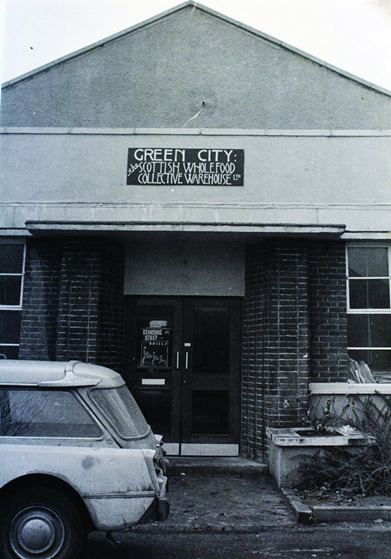 GREEN CITY:
the SCOTTISH WHOLEFOOD
COLLECTIVE WAREHOUSE LTD